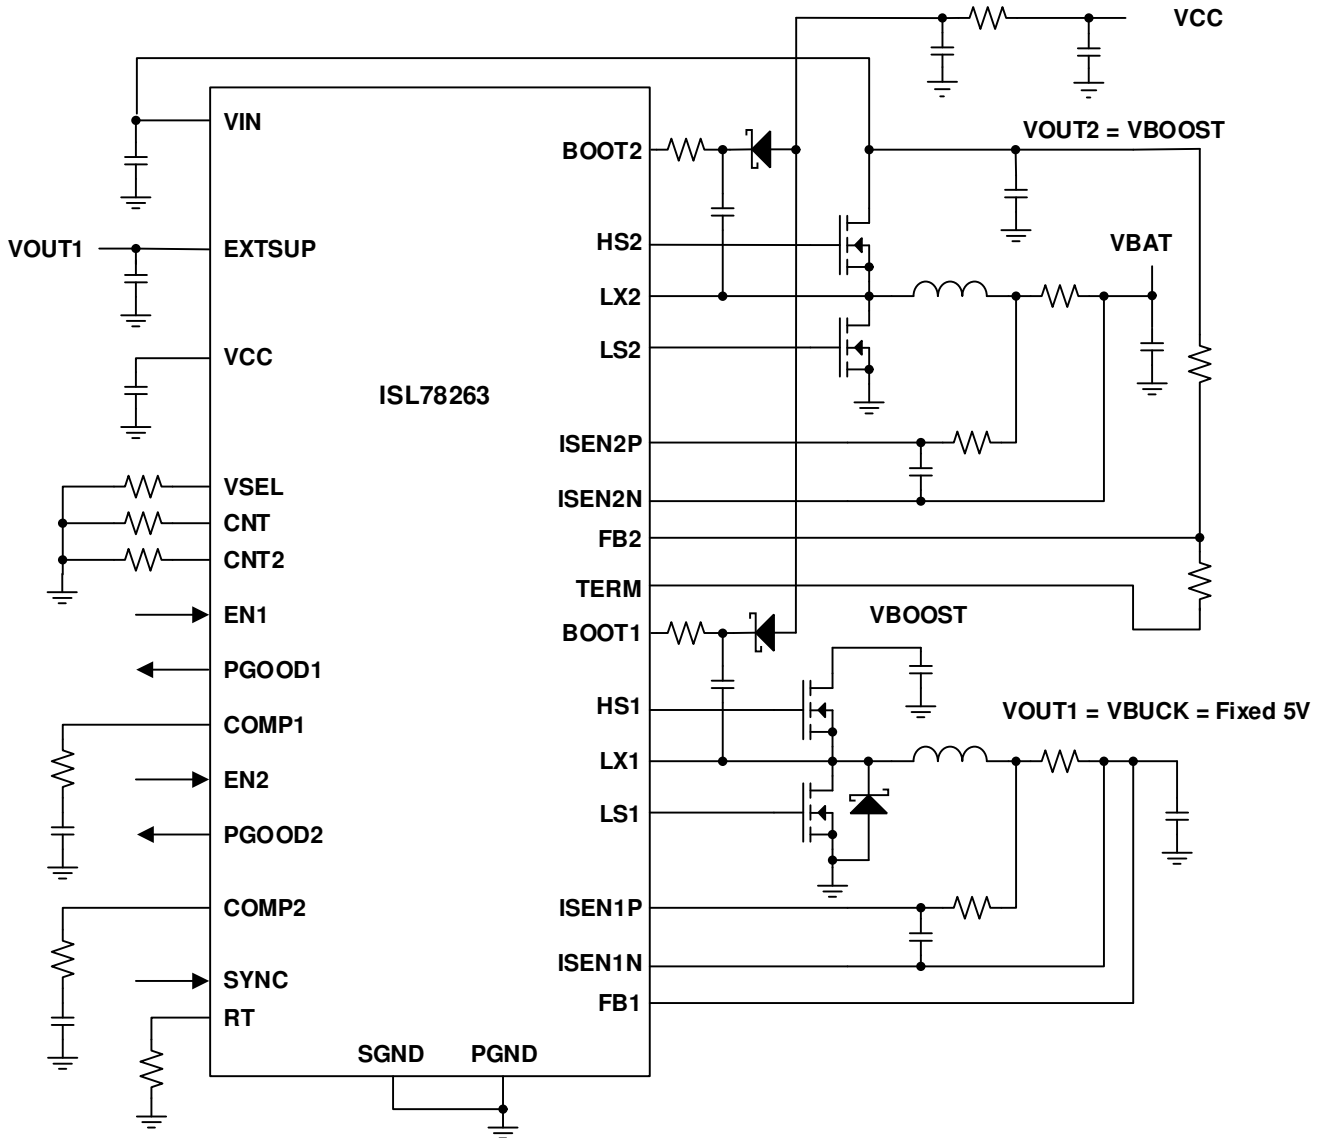 VCC
VIN
VOUT2 = VBOOST
BOOT2
VOUT1
EXTSUP
HS2
VBAT
LX2
VCC
LS2
ISL78263
ISEN2P
VSEL
ISEN2N
CNT
FB2
CNT2
TERM
EN1
VBOOST
BOOT1
PGOOD1
HS1
VOUT1 = VBUCK = Fixed 5V
COMP1
LX1
EN2
LS1
PGOOD2
COMP2
ISEN1P
ISEN1N
SYNC
FB1
RT
SGND
PGND